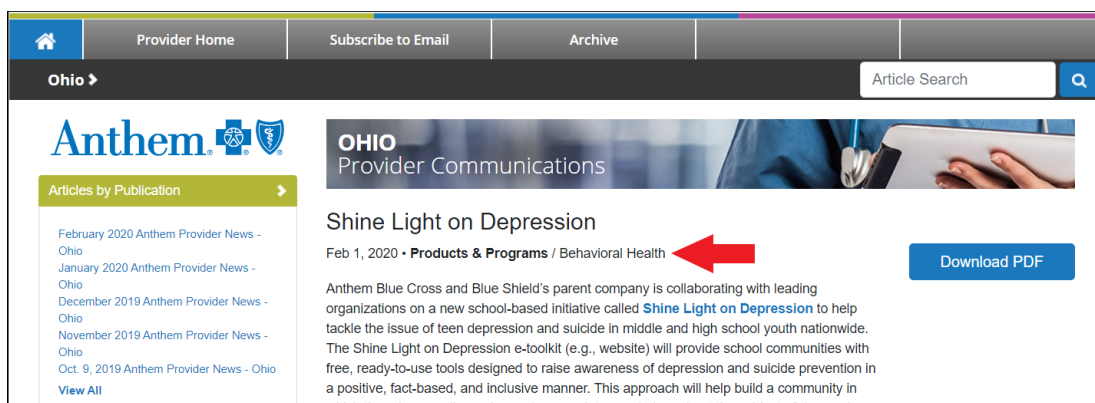 Provider Home
Subscribe to Email
Archive
Ohio
Article Search
Anthem
OHIO
Provider Communications
Articles by Publication
February 2020 Anthem Provider News -
Ohio
January 2020 Anthem Provider News -
Ohio
December 2019 Anthem Provider News -
Ohio
November 2019 Anthem Provider News -
Ohio
Oct. 9, 2019 Anthem Provider News - Ohio
View All
Shine Light on Depression
Feb 1, 2020 • Products & Programs / Behavioral Health
Download PDF
Anthem Blue Cross and Blue Shield's parent company is collaborating with leading
organizations on a new school-based initiative called Shine Light on Depression to help
tackle the issue of teen depression and suicide in middle and high school youth nationwide.
The Shine Light on Depression e-toolkit (e.g., website) will provide school communities with
free, ready-to-use tools designed to raise awareness of depression and suicide prevention in
a positive, fact-based, and inclusive manner. This approach will help build a community in